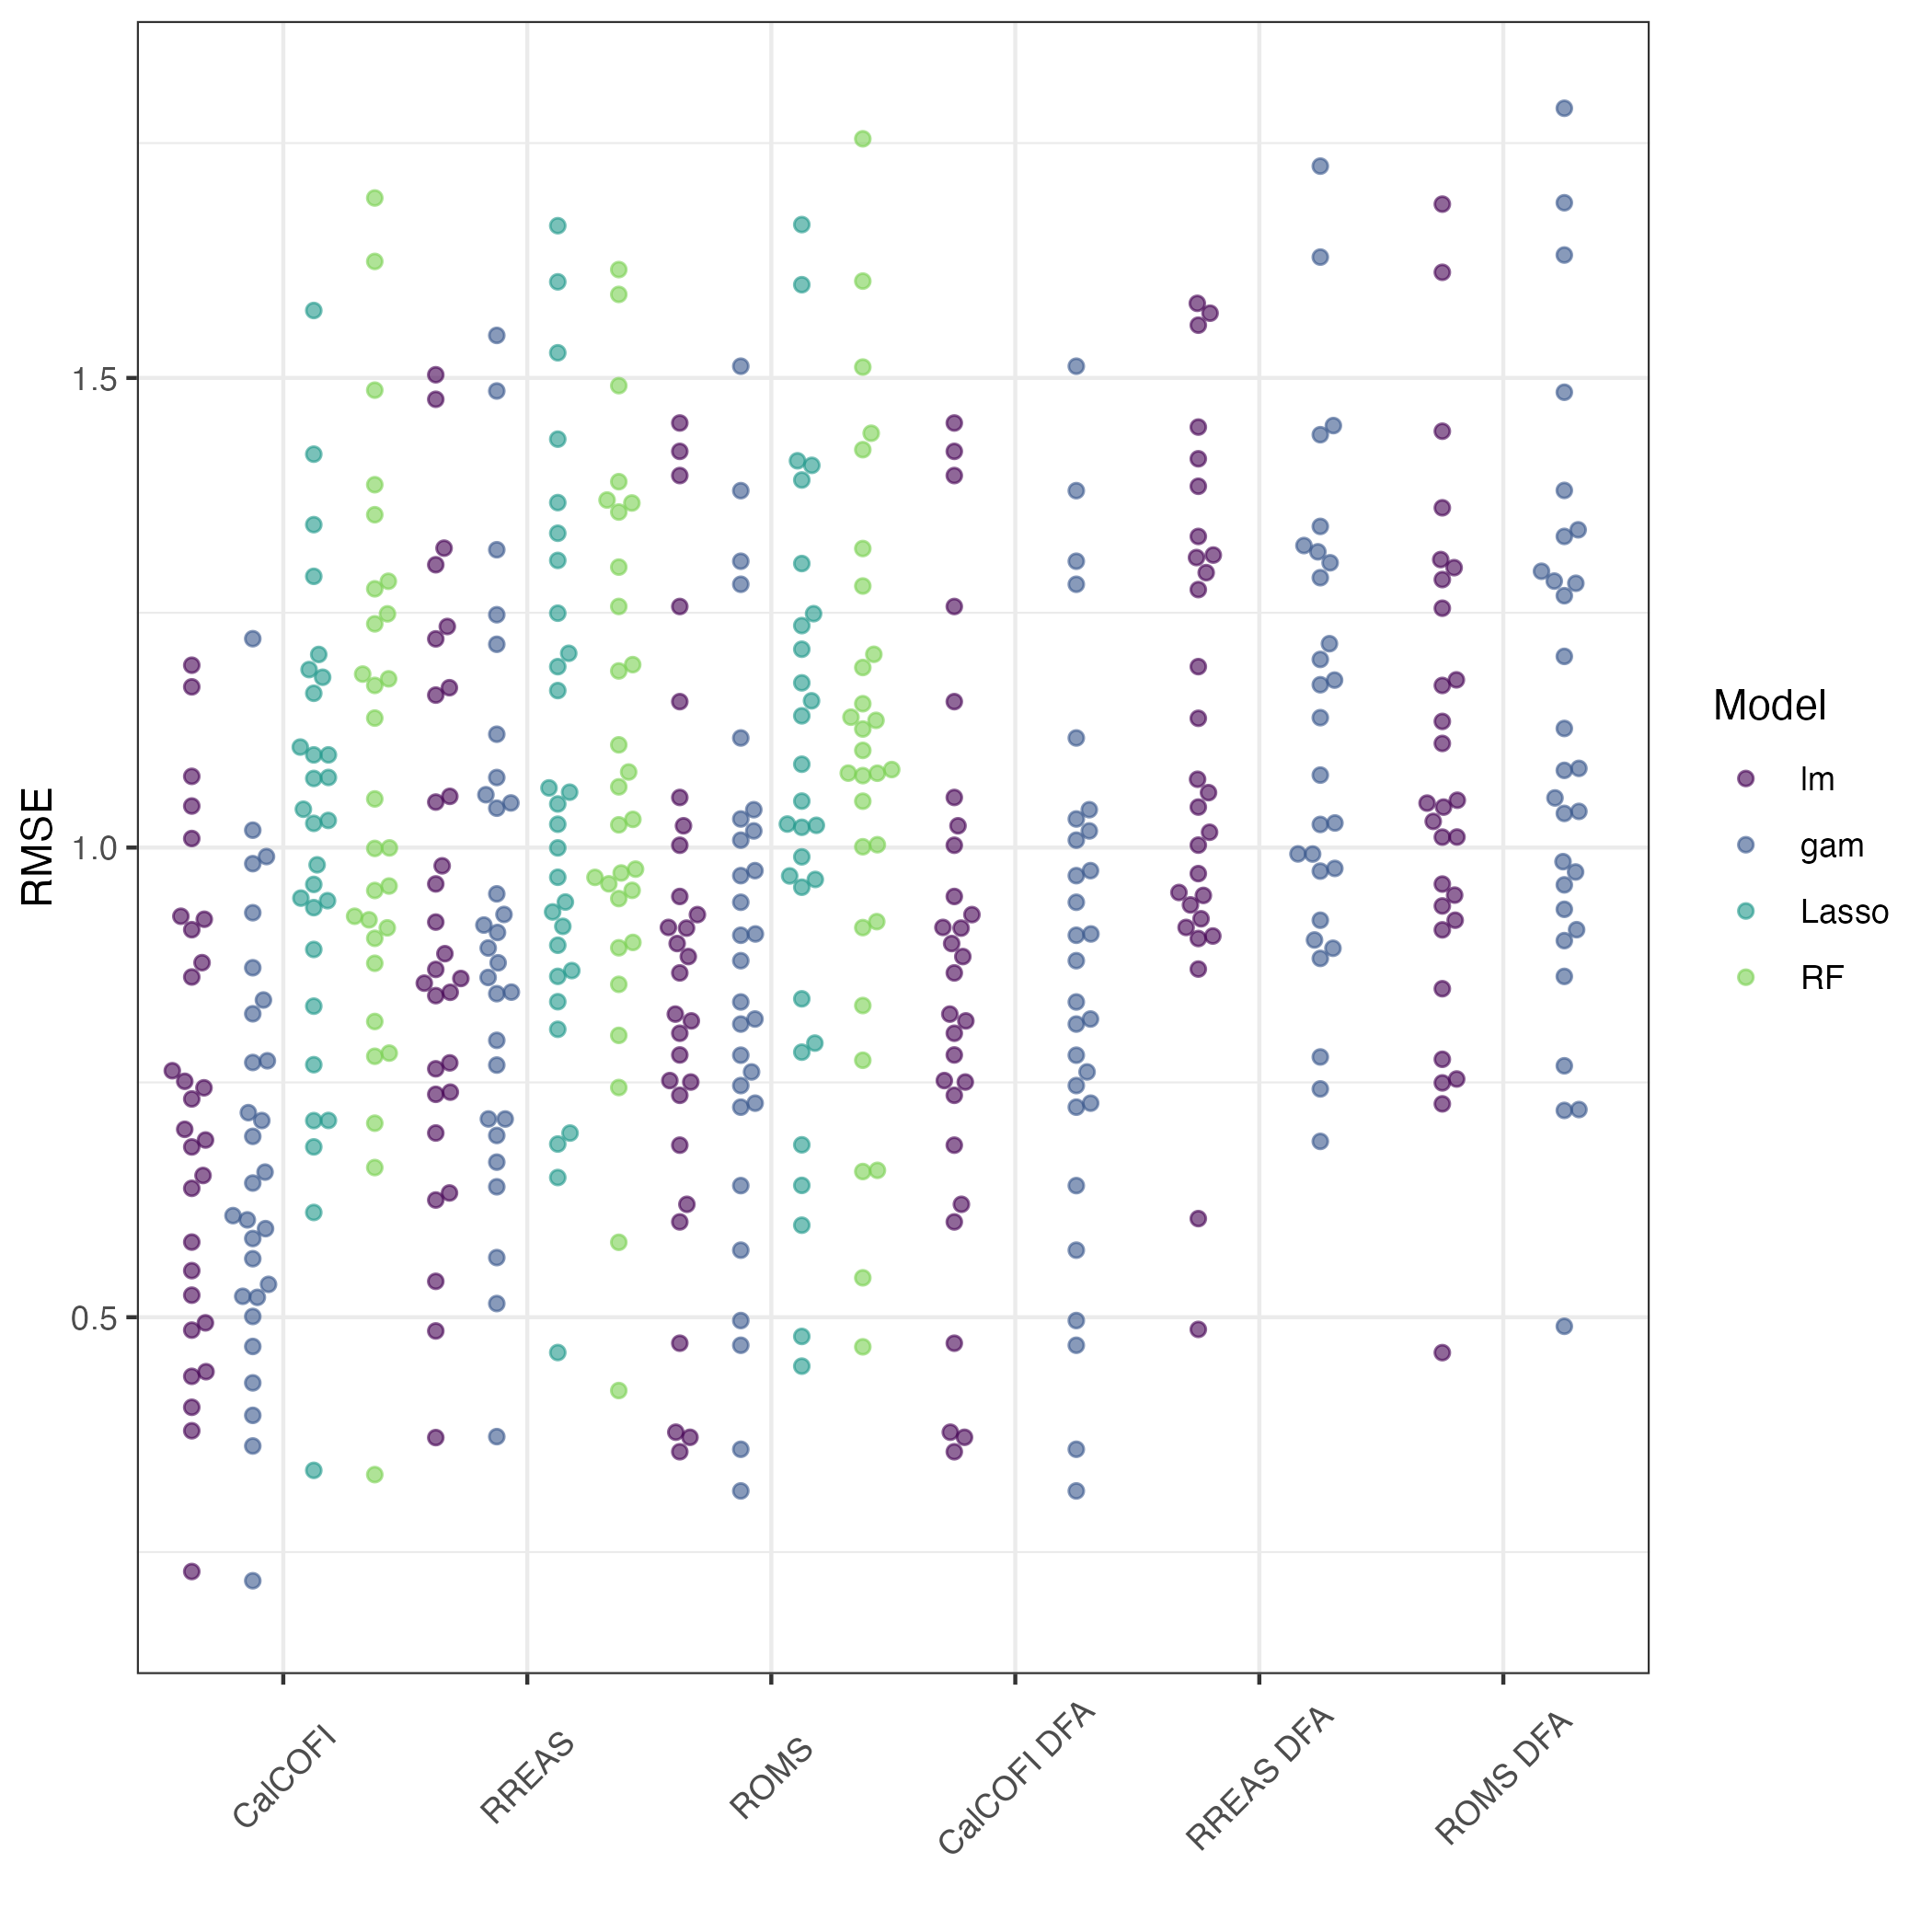 RMSE
1.5
1.0
0.5
CalCOFI
RREAS
ROMS
CalCOFI DFA
RREAS DFA
ROMS DFA
Model
lm
gam
Lasso
RF